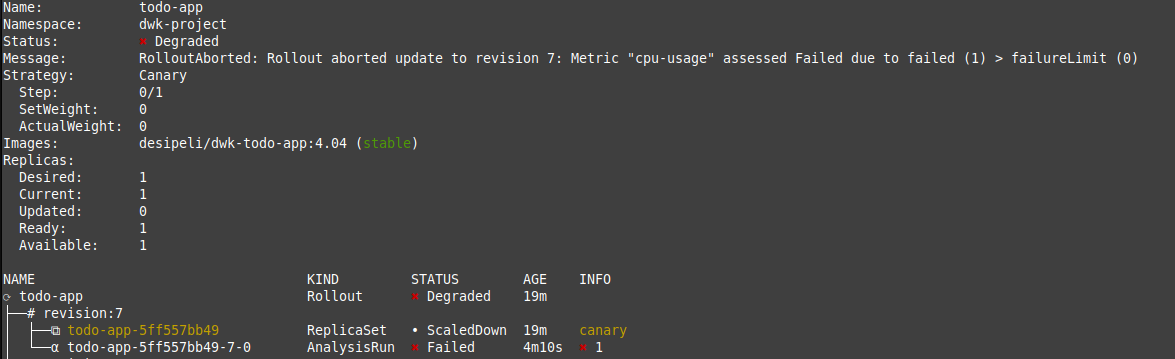 Name:            todo-app
Namespace:       dwk-project
Status:          ✖ Degraded
Message:         RolloutAborted: Rollout aborted update to revision 7: Metric "cpu-usage" assessed Failed due to failed (1) > failureLimit (0)
Strategy:        Canary
  Step:          0/1
  SetWeight:     0
  ActualWeight:  0
Images:          desipeli/dwk-todo-app:4.04 (stable)
Replicas:
  Desired:       1
  Current:       1
  Updated:       0
  Ready:         1
  Available:     1
NAME                                  KIND         STATUS        AGE    INFO
⟳ todo-app                            Rollout      ✖ Degraded    19m
├──# revision:7
│  ├──⧉ todo-app-5ff557bb49           ReplicaSet   • ScaledDown  19m    canary
│  └──α todo-app-5ff557bb49-7-0       AnalysisRun  ✖ Failed      4m10s  ✖ 1